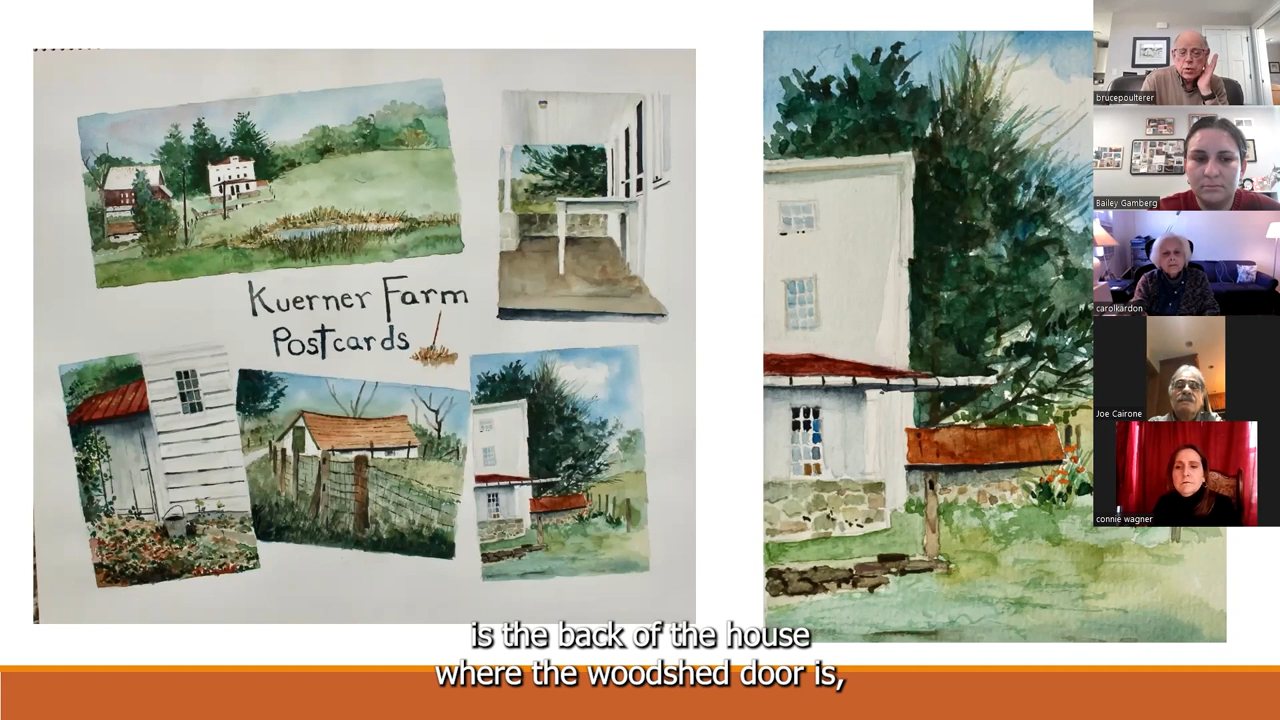 Kuerner Farm
Postcards
brucepoulterer
Bailey Gamberg
carolkardon
Joe Cairone
connie wagner
is the back of the house
where the woodshed door is,